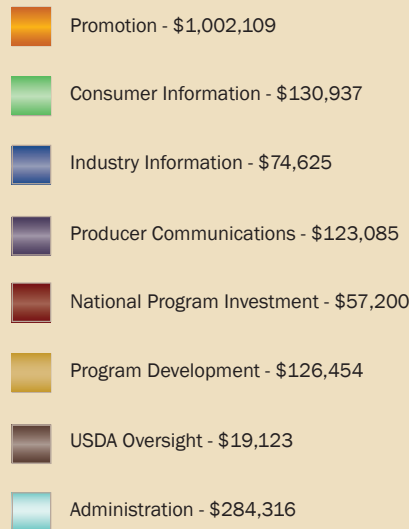 Promotion - $1,002,109
Consumer Information - $130,937
Industry Information - $74,625
Producer Communications - $123,085
National Program Investment - $57,200
Program Development - $126,454
USDA Oversight - $19,123
Administration - $284,316